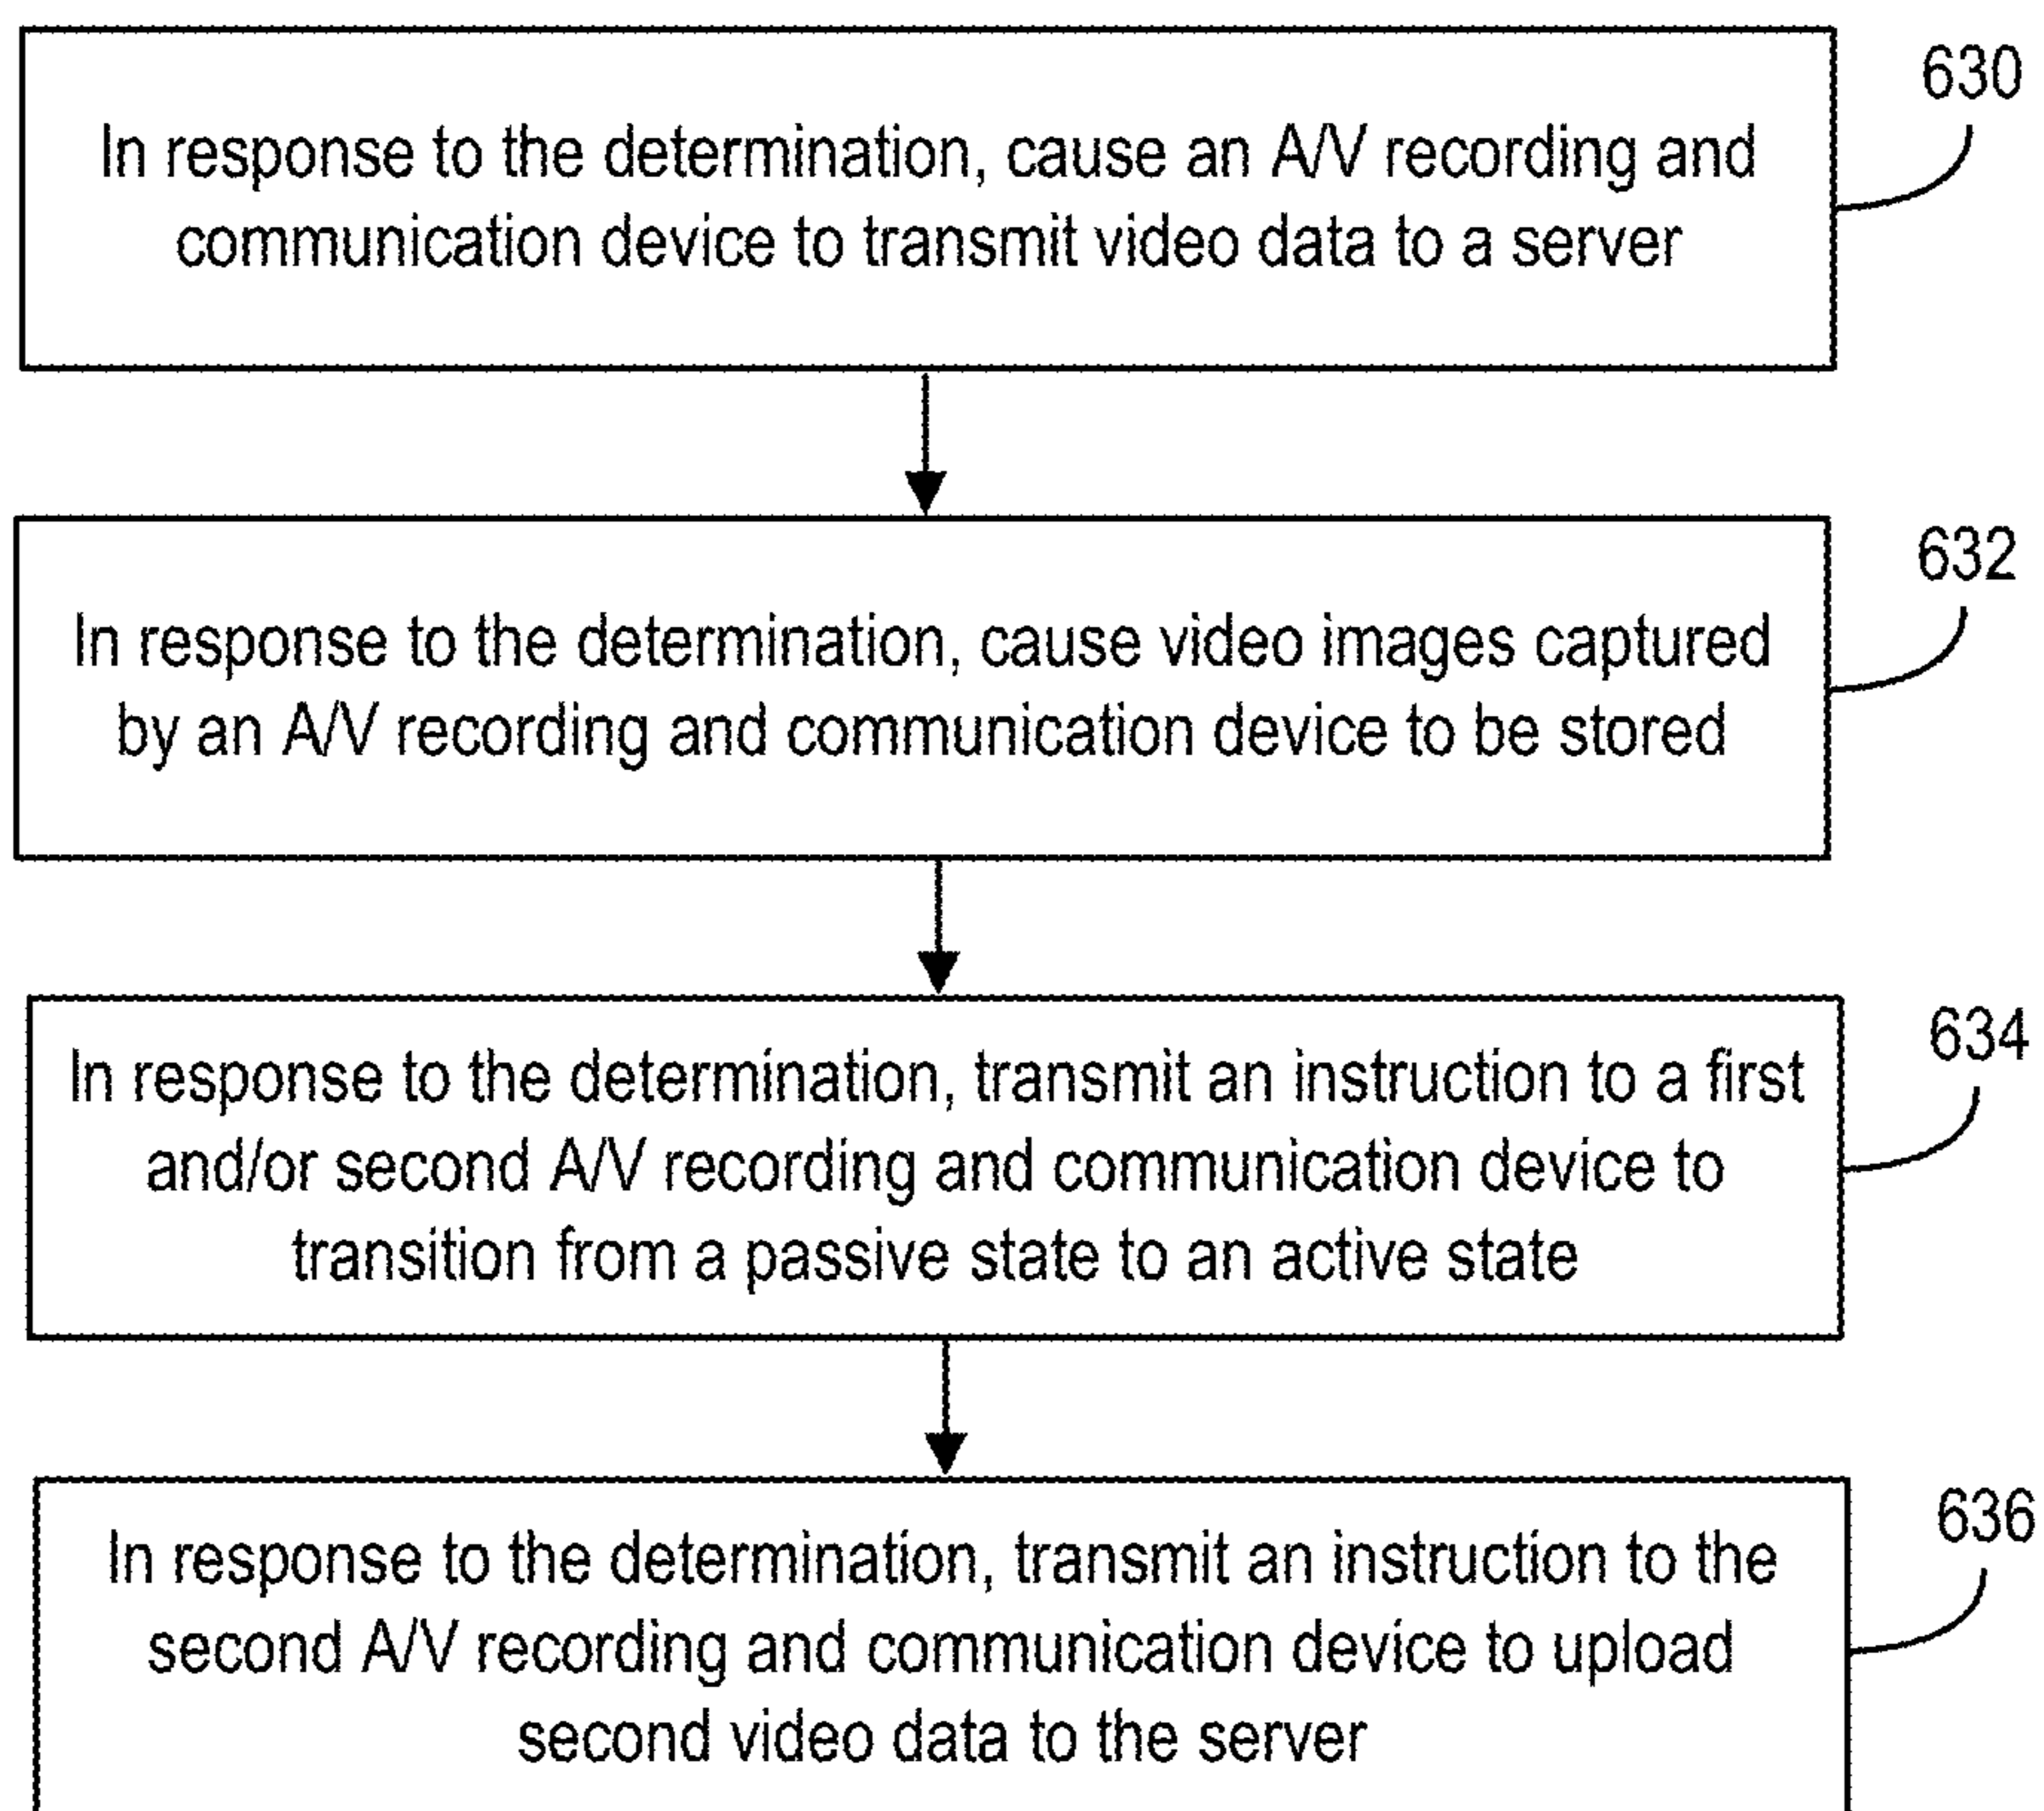 630
In response to the determination, cause an A/V recording and
communication device to transmit video data to a server
632
In response to the determination, cause video images captured
by an A/V recording and communication device to be stored
634
In response to the determination, transmit an instruction to a first
and/or second A/V recording and communication device to
transition from a passive state to an active state
636
In response to the determination, transmit an instruction to the
second A/V recording and communication device to upload
second video data to the server